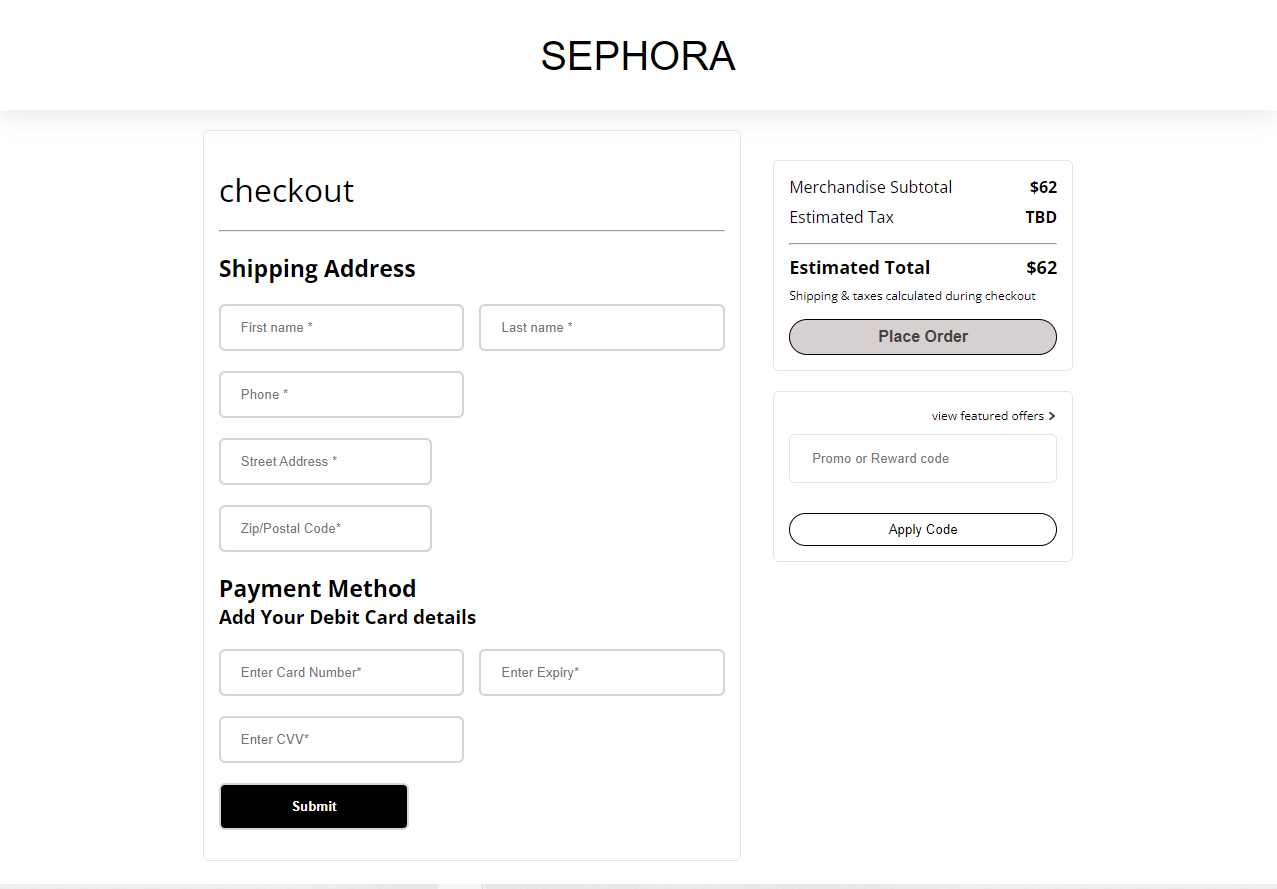 SEPHORA
checkout
Shipping Address
First name *
Last name *
Phone *
Street Address *
Zip/Postal Code*
Payment Method
Add Your Debit Card details
Enter Card Number*
Enter Expiry*
Enter CVV*
Submit
Merchandise Subtotal $62
Estimated Tax TBD
Estimated Total $62
Shipping & taxes calculated during checkout
Place Order
view featured offers >
Promo or Reward code
Apply Code